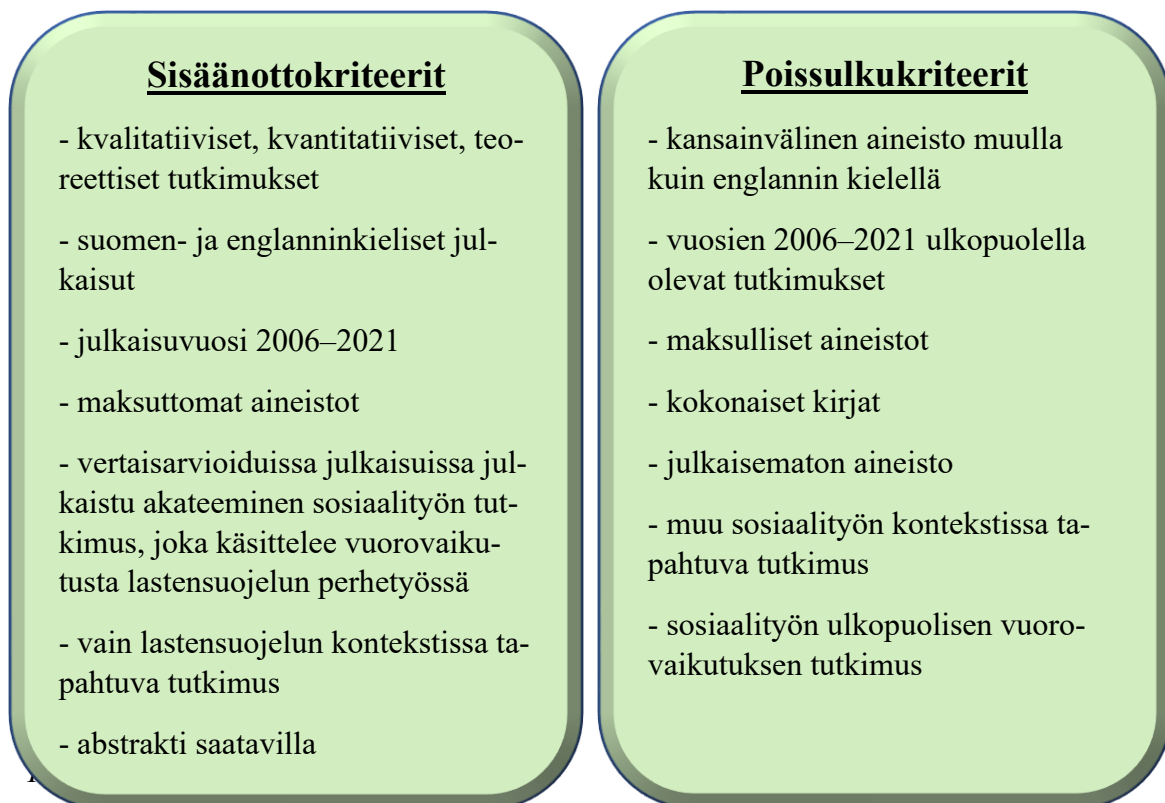 Sisäänottokriteerit
- kvalitatiiviset, kvantitatiiviset, teo-
reettiset tutkimukset
- suomen- ja englanninkieliset jul-
kaisut
- julkaisuvuosi 2006–2021
- maksuttomat aineistot
- vertaisarvioiduissa julkaisuissa jul-
kaistu akateeminen sosiaalityön tut-
kimus, joka käsittelee vuorovaiku-
tusta lastensuojelun perhetyössä
- vain lastensuojelun kontekstissa ta-
pahtuva tutkimus
- abstrakti saatavilla
Poissulkukriteerit
- kansainvälinen aineisto muulla
kuin englannin kielellä
- vuosien 2006–2021 ulkopuolella
olevat tutkimukset
- maksulliset aineistot
- kokonaiset kirjat
- julkaisematon aineisto
- muu sosiaalityön kontekstissa ta-
pahtuva tutkimus
- sosiaalityön ulkopuolisen vuoro-
vaikutuksen tutkimus